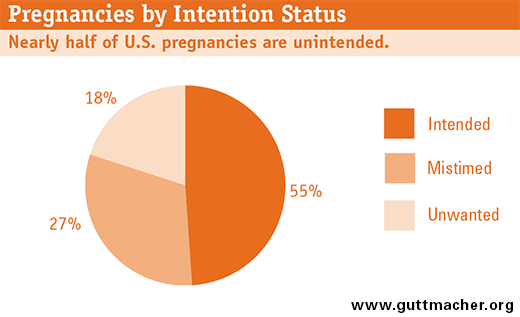 Pregnancies by Intention Status
Nearly half of U.S. pregnancies are unintended.
18%
55%
27%
Intended
Mistimed
Unwanted
www.guttmacher.org